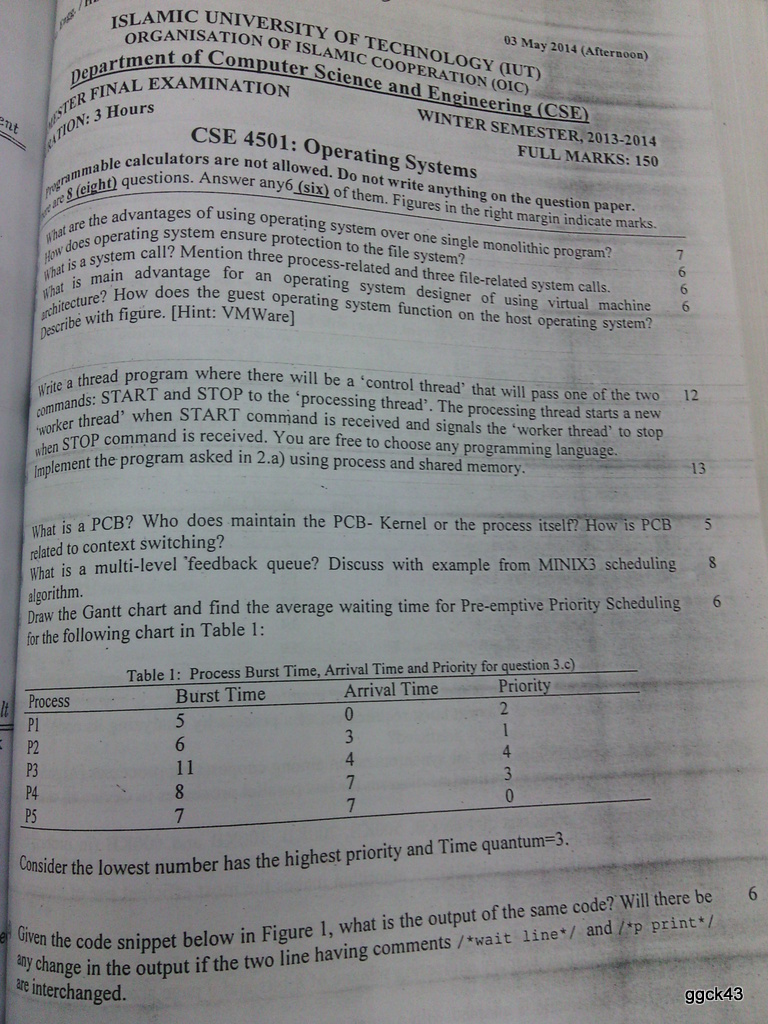 03 May 2014 (Afternoon)
ISLAMIC UNIVERSITY OF TECHNOLOGY (IUT)
ORGANISATION OF ISLAMIC COOPERATION (OIC)
Department of Computer Science and Engineering (CSE)
ESTER FINAL EXAMINATION
WINTER SEMESTER, 2013-2014
ATION: 3 Hours
FULL MARKS: 150
CSE 4501: Operating Systems
rogrammable calculators are not allowed. Do not write anything on the question paper.
ere are 8 (eight) questions. Answer any6 (six) of them. Figures in the right margin indicate marks.
What are the advantages of using operating system over one single monolithic program? 7
How does operating system ensure protection to the file system? 6
What is a system call? Mention three process-related and three file-related system calls. 6
What is main advantage for an operating system designer of using virtual machine 6
architecture? How does the guest operating system function on the host operating system?
Describe with figure. [Hint: VMWare]
Write a thread program where there will be a 'control thread' that will pass one of the two 12
commands: START and STOP to the 'processing thread'. The processing thread starts a new
'worker thread' when START command is received and signals the 'worker thread' to stop
when STOP command is received. You are free to choose any programming language.
Implement the program asked in 2.a) using process and shared memory. 13
What is a PCB? Who does maintain the PCB- Kernel or the process itself? How is PCB 5
related to context switching?
What is a multi-level feedback queue? Discuss with example from MINIX3 scheduling 8
algorithm.
Draw the Gantt chart and find the average waiting time for Pre-emptive Priority Scheduling 6
for the following chart in Table 1:
Table 1: Process Burst Time, Arrival Time and Priority for question 3.c)
Process Burst Time Arrival Time Priority
P1 5 0 2
P2 6 3 1
P3 11 4 4
P4 8 7 3
P5 7 7 0
Consider the lowest number has the highest priority and Time quantum=3.
Given the code snippet below in Figure 1, what is the output of the same code? Will there be 6
any change in the output if the two line having comments /*wait line*/ and /*p print*/
are interchanged.
ggck43